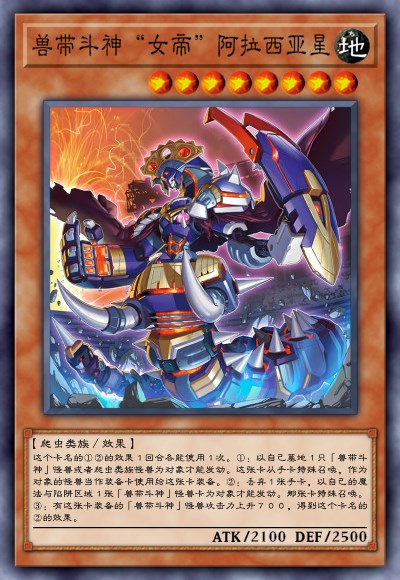 兽带斗神“女帝”阿拉西亚星
地
【爬虫类族／效果】
这个卡名的①②的效果1回合各能使用1次。①：以自己墓地1只「兽带斗
神」怪兽或者爬虫类族怪兽为对象才能发动。这张卡从手卡特殊召唤，作为
对象的怪兽当作装备卡使用给这张卡装备。②：丢弃1张手卡，以自己的魔
法与陷阱区域1张「兽带斗神」怪兽卡为对象才能发动。那张卡特殊召唤。
③：有这张卡装备的「兽带斗神」怪兽攻击力上升700，得到这个卡名的
②的效果。
ATK/2100 DEF/2500